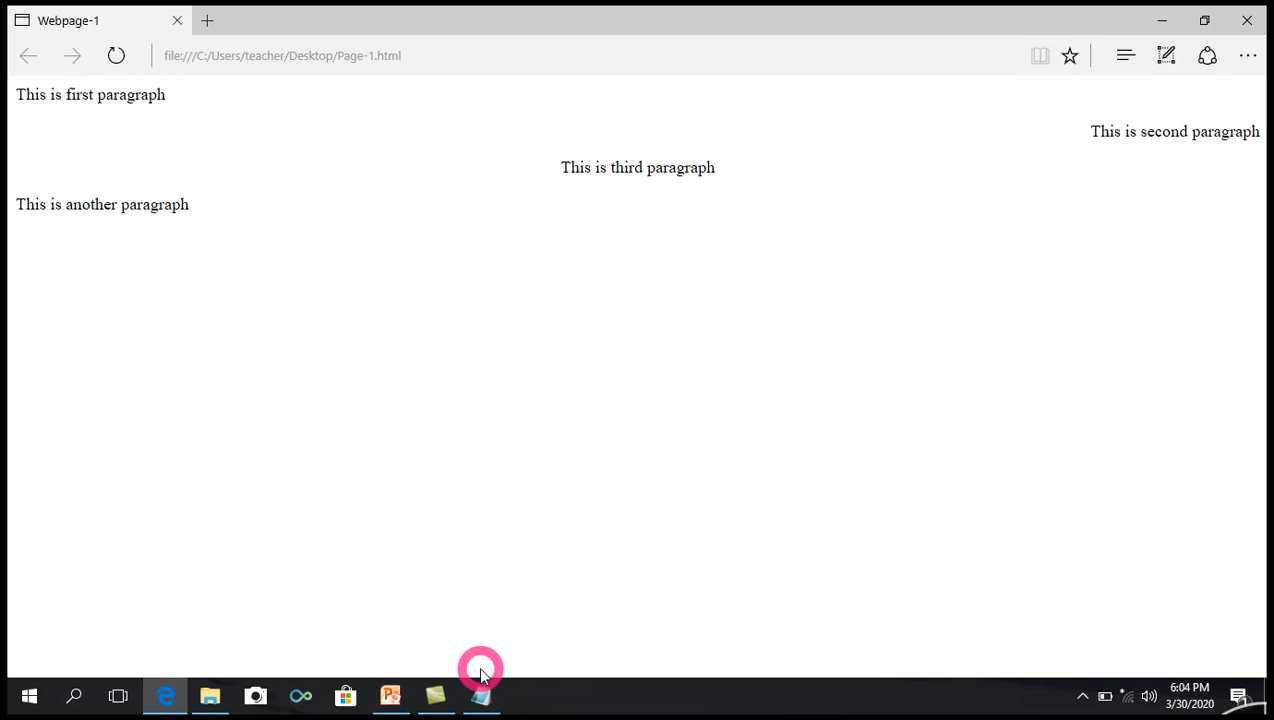 Webpage-1
file:///C:/Users/teacher/Desktop/Page-1.html
This is first paragraph
This is second paragraph
This is third paragraph
This is another paragraph
6:04 PM
3/30/2020